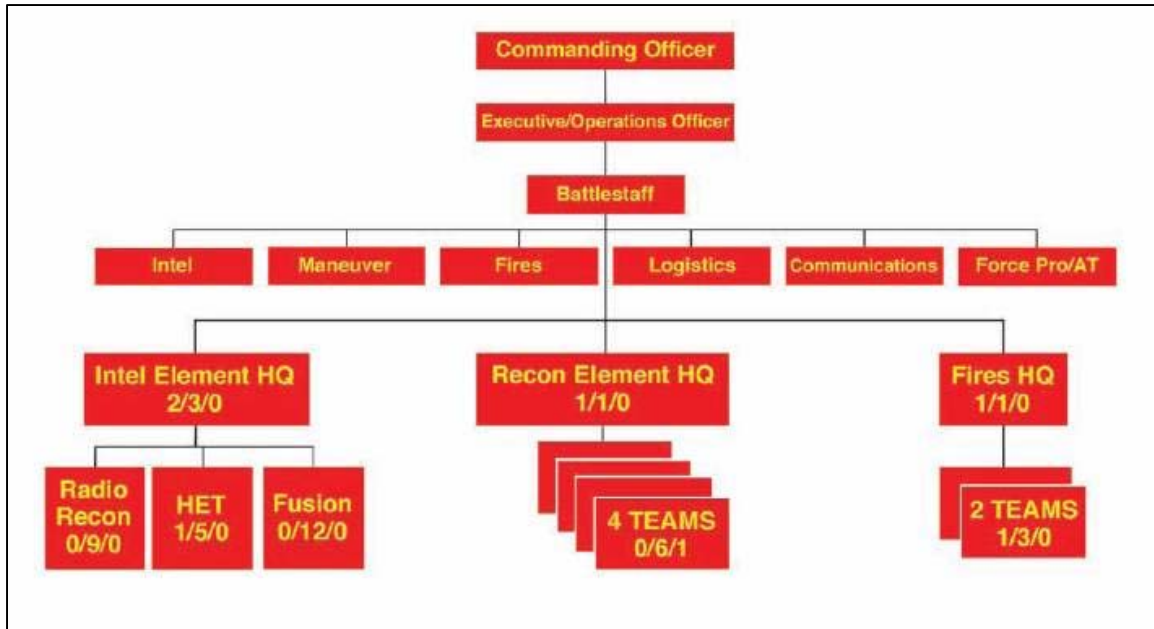 Commanding Officer
Executive/Operations Officer
Battlestaff
Intel
Maneuver
Fires
Logistics
Communications
Force Pro/AT
Intel Element HQ
2/3/0
Recon Element HQ
1/1/0
Fires HQ
1/1/0
Radio
Recon
0/9/0
HET
1/5/0
Fusion
0/12/0
4 TEAMS
0/6/1
2 TEAMS
1/3/0